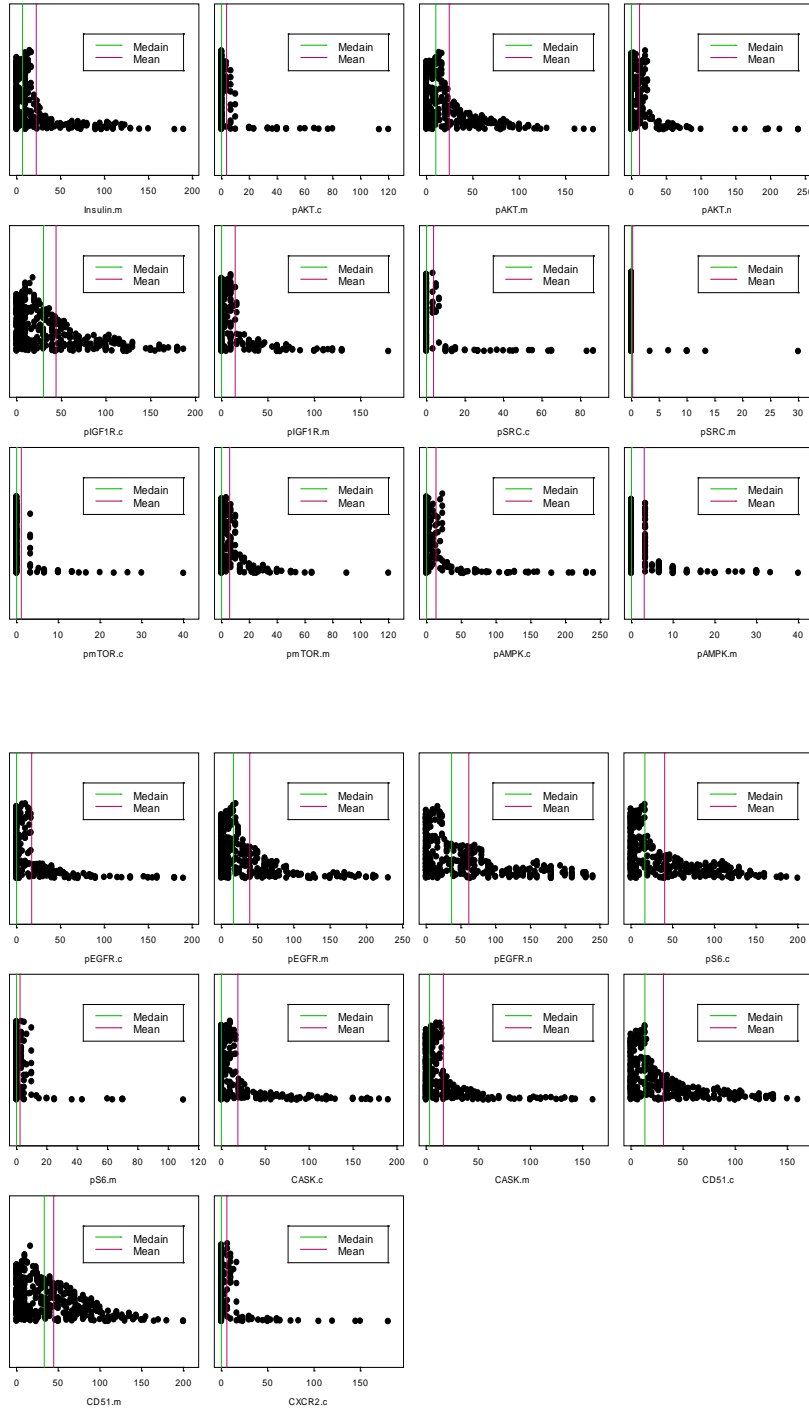 Medain
Mean
0 50 100 150 200
Insulin.m
Medain
Mean
0 20 40 60 80 100 120
pAKT.c
Medain
Mean
0 50 100 150
pAKT.m
Medain
Mean
0 50 100 150 200 250
pAKT.n
Medain
Mean
0 50 100 150 200
pIGF1R.c
Medain
Mean
0 50 100 150
pIGF1R.m
Medain
Mean
0 20 40 60 80
pSRC.c
Medain
Mean
0 5 10 15 20 25 30
pSRC.m
Medain
Mean
0 10 20 30 40
pmTOR.c
Medain
Mean
0 20 40 60 80 100 120
pmTOR.m
Medain
Mean
0 50 100 150 200 250
pAMPK.c
Medain
Mean
0 10 20 30 40
pAMPK.m
Medain
Mean
0 50 100 150 200
pEGFR.c
Medain
Mean
0 50 100 150 200 250
pEGFR.m
Medain
Mean
0 50 100 150 200 250
pEGFR.n
Medain
Mean
0 50 100 150 200
pS6.c
Medain
Mean
0 20 40 60 80 100 120
pS6.m
Medain
Mean
0 50 100 150 200
CASK.c
Medain
Mean
0 50 100 150
CASK.m
Medain
Mean
0 50 100 150
CD51.c
Medain
Mean
0 50 100 150 200
CD51.m
Medain
Mean
0 50 100 150
CXCR2.c